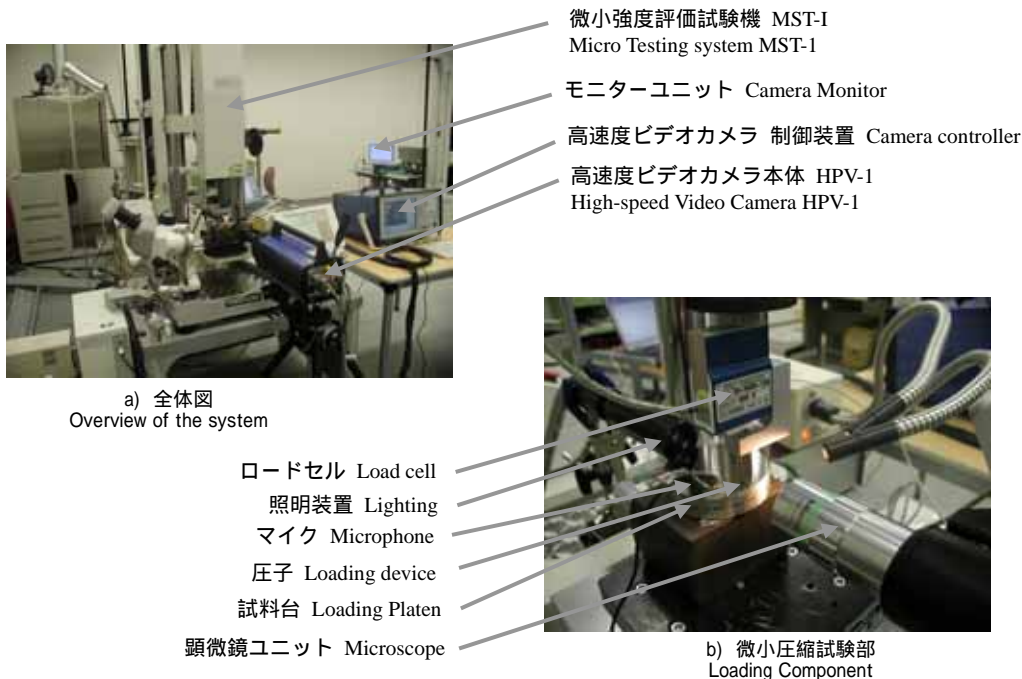 微小強度評価試験機 MST-I
Micro Testing system MST-1
モニターユニット Camera Monitor
高速度ビデオカメラ 制御装置 Camera controller
高速度ビデオカメラ本体 HPV-1
High-speed Video Camera HPV-1
a) 全体図
Overview of the system
ロードセル Load cell
照明装置 Lighting
マイク Microphone
圧子 Loading device
試料台 Loading Platen
顕微鏡ユニット Microscope
b) 微小圧縮試験部
Loading Component